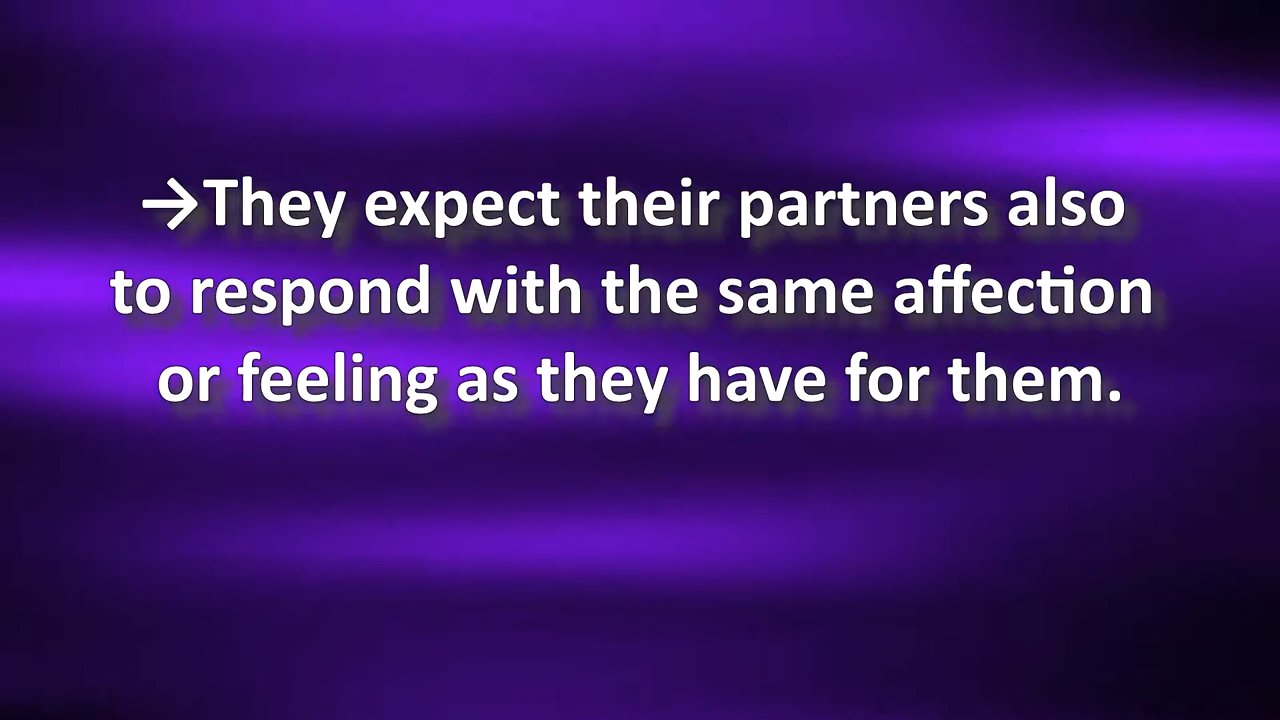 →They expect their partners also
to respond with the same affection
or feeling as they have for them.